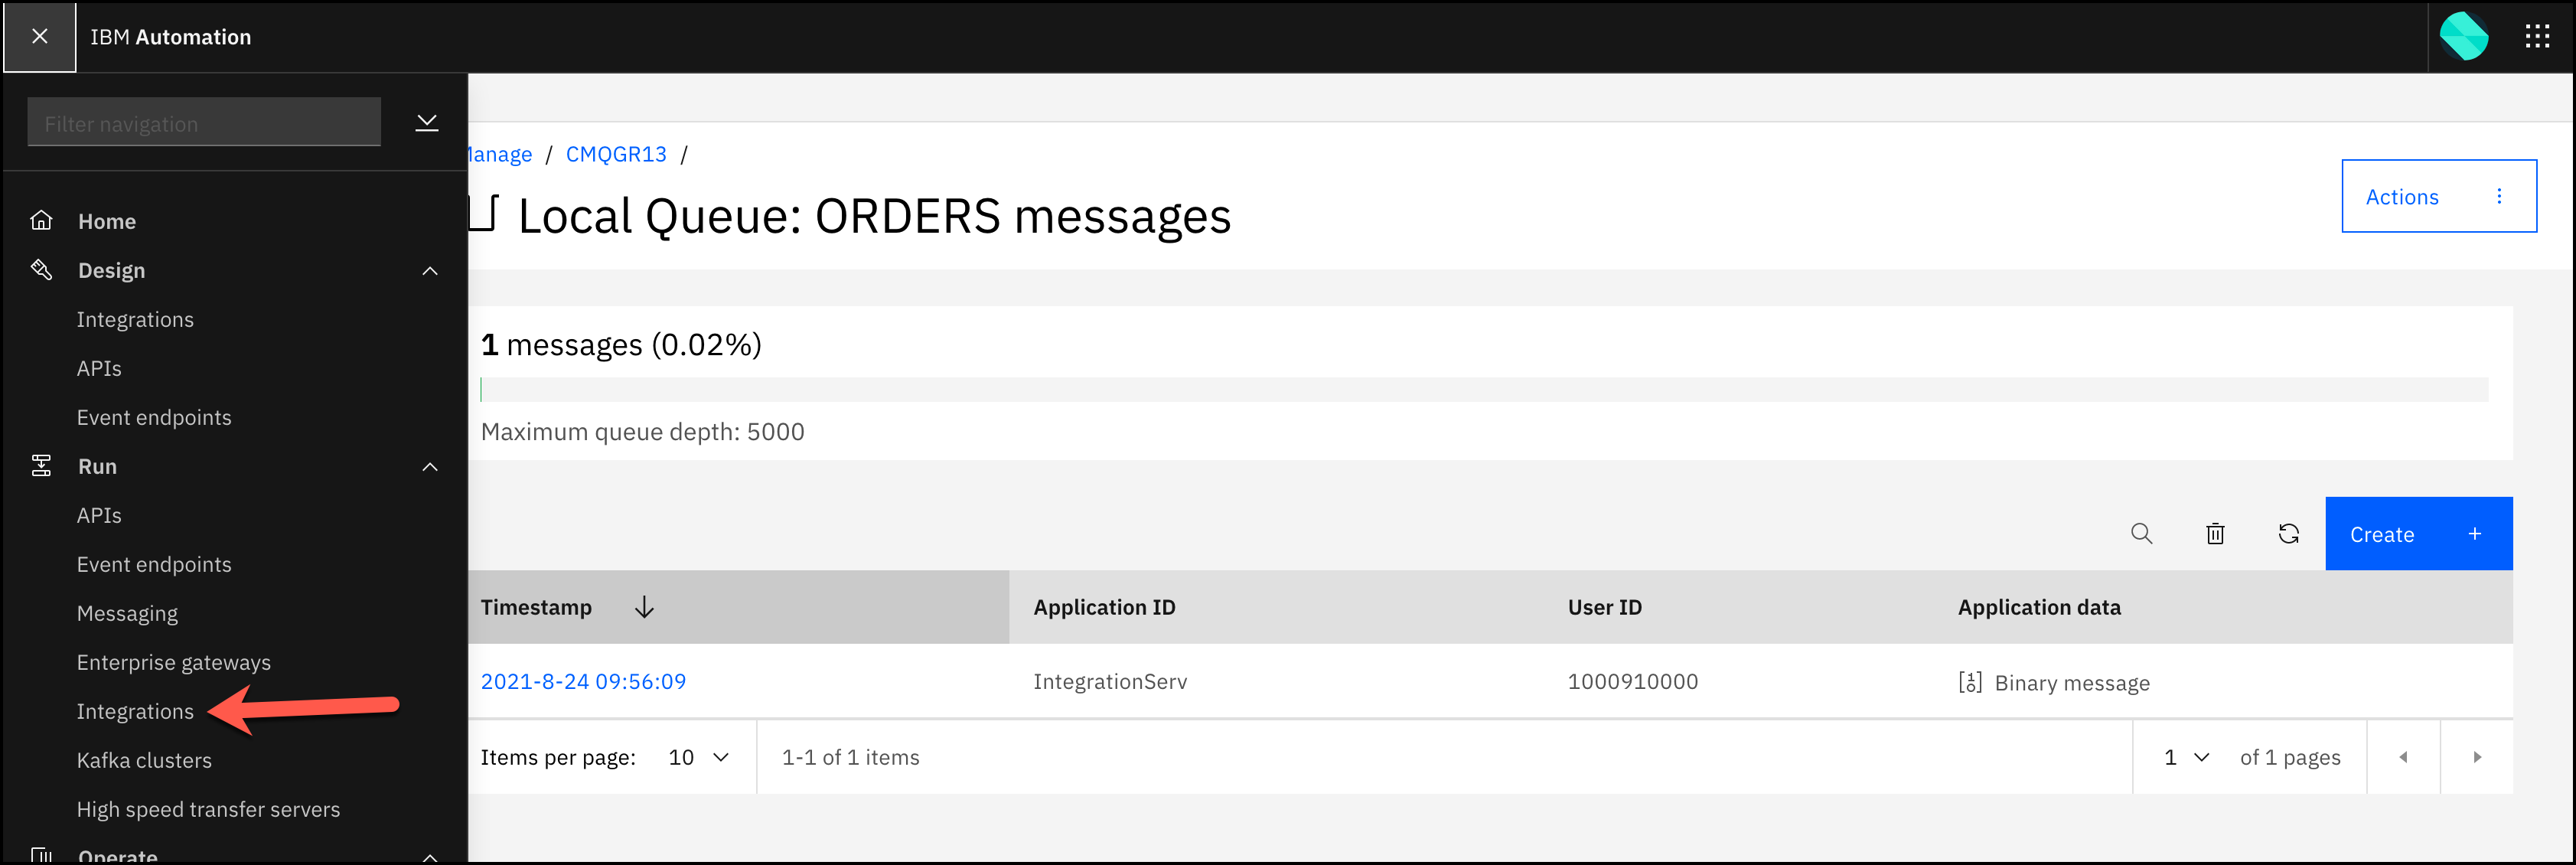 IBM Automation
Filter navigation
Home
Design
Integrations
APIs
Event endpoints
Run
APIs
Event endpoints
Messaging
Enterprise gateways
Integrations
Kafka clusters
High speed transfer servers
Operate
Manage / CMQGR13 /
Local Queue: ORDERS messages
Actions
1 messages (0.02%)
Maximum queue depth: 5000
Create +
Timestamp Application ID User ID Application data
2021-8-24 09:56:09 IntegrationServ 1000910000 Binary message
Items per page: 10 1-1 of 1 items 1 of 1 pages